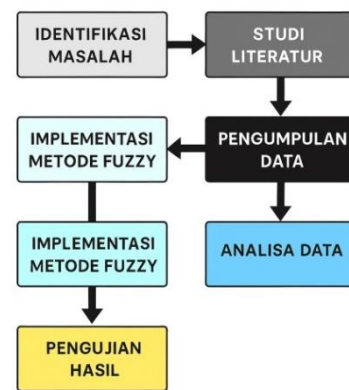 IDENTIFIKASI
MASALAH
STUDI
LITERATUR
IMPLEMENTASI
METODE FUZZY
PENGUMPULAN
DATA
IMPLEMENTASI
METODE FUZZY
ANALISA DATA
PENGUJIAN
HASIL